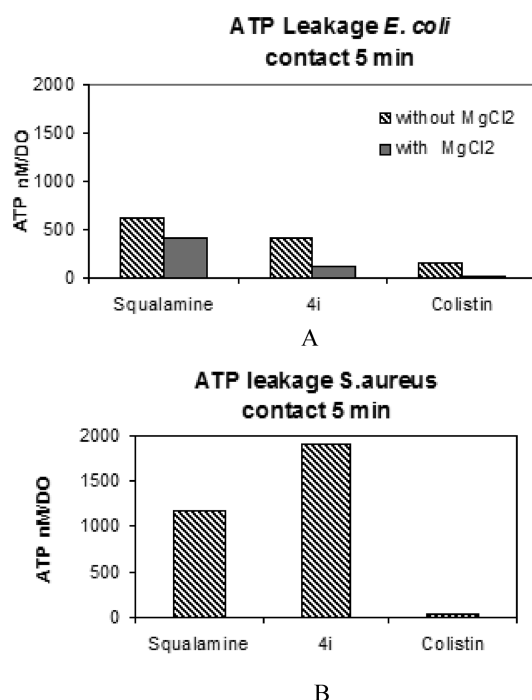 ATP Leakage E. coli
contact 5 min
2000
1500
1000
500
0
ATP nM/DO
without MgCl2
with MgCl2
Squalamine 4i Colistin
A
ATP leakage S.aureus
contact 5 min
2000
1500
1000
500
0
ATP nM/DO
Squalamine 4i Colistin
B